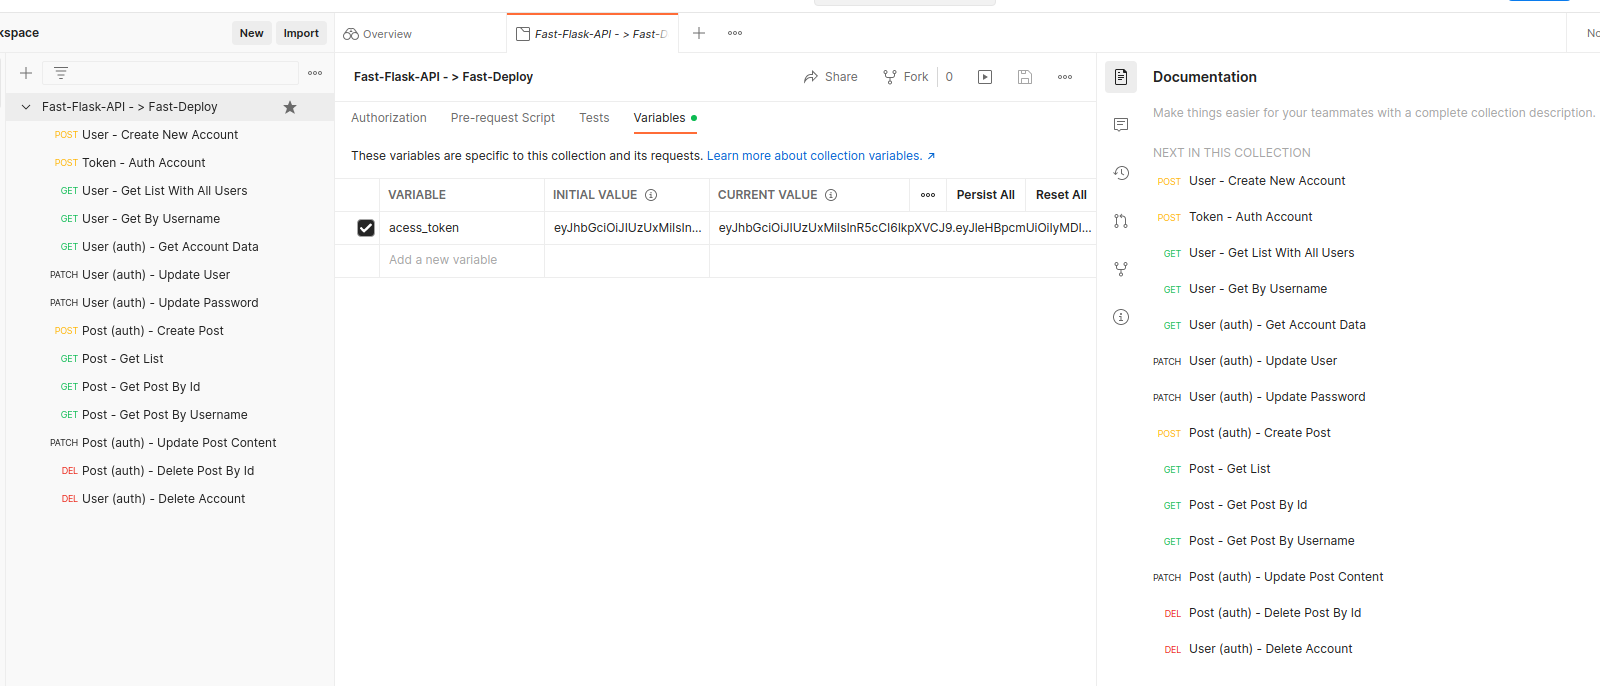 kspace
New
Import
Overview
Fast-Flask-API - > Fast-D
No
Fast-Flask-API - > Fast-Deploy
POST User - Create New Account
POST Token - Auth Account
GET User - Get List With All Users
GET User - Get By Username
GET User (auth) - Get Account Data
PATCH User (auth) - Update User
PATCH User (auth) - Update Password
POST Post (auth) - Create Post
GET Post - Get List
GET Post - Get Post By Id
GET Post - Get Post By Username
PATCH Post (auth) - Update Post Content
DEL Post (auth) - Delete Post By Id
DEL User (auth) - Delete Account
Fast-Flask-API - > Fast-Deploy
Share
Fork
0
Authorization
Pre-request Script
Tests
Variables
These variables are specific to this collection and its requests. Learn more about collection variables. ↗
VARIABLE
INITIAL VALUE
CURRENT VALUE
Persist All
Reset All
acess_token
eyJhbGciOiJIUzUxMiIsIn...
eyJhbGciOiJIUzUxMiIsInR5cCI6IkpXVCJ9.eyJleHBpcmUiOiIyMDI...
Add a new variable
Documentation
Make things easier for your teammates with a complete collection description.
NEXT IN THIS COLLECTION
POST User - Create New Account
POST Token - Auth Account
GET User - Get List With All Users
GET User - Get By Username
GET User (auth) - Get Account Data
PATCH User (auth) - Update User
PATCH User (auth) - Update Password
POST Post (auth) - Create Post
GET Post - Get List
GET Post - Get Post By Id
GET Post - Get Post By Username
PATCH Post (auth) - Update Post Content
DEL Post (auth) - Delete Post By Id
DEL User (auth) - Delete Account